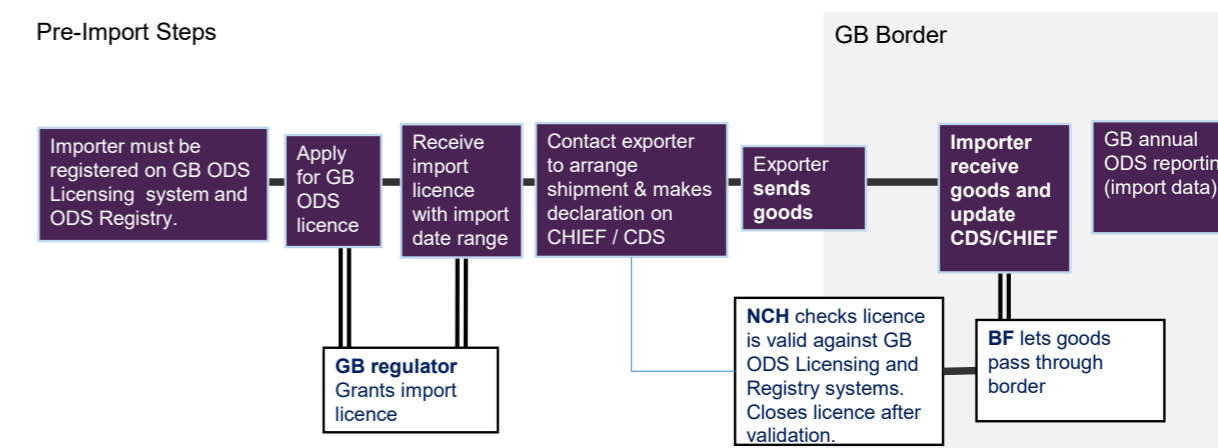 Pre-Import Steps
GB Border
Importer must be
registered on GB ODS
Licensing system and
ODS Registry.
Apply
for GB
ODS
licence
Receive
import
licence
with import
date range
Contact exporter
to arrange
shipment & makes
declaration on
CHIEF / CDS
Exporter
sends
goods
Importer
receive
goods and
update
CDS/CHIEF
GB annual
ODS reportin
(import data)
GB regulator
Grants import
licence
NCH checks licence
is valid against GB
ODS Licensing and
Registry systems.
Closes licence after
validation.
BF lets goods
pass through
border